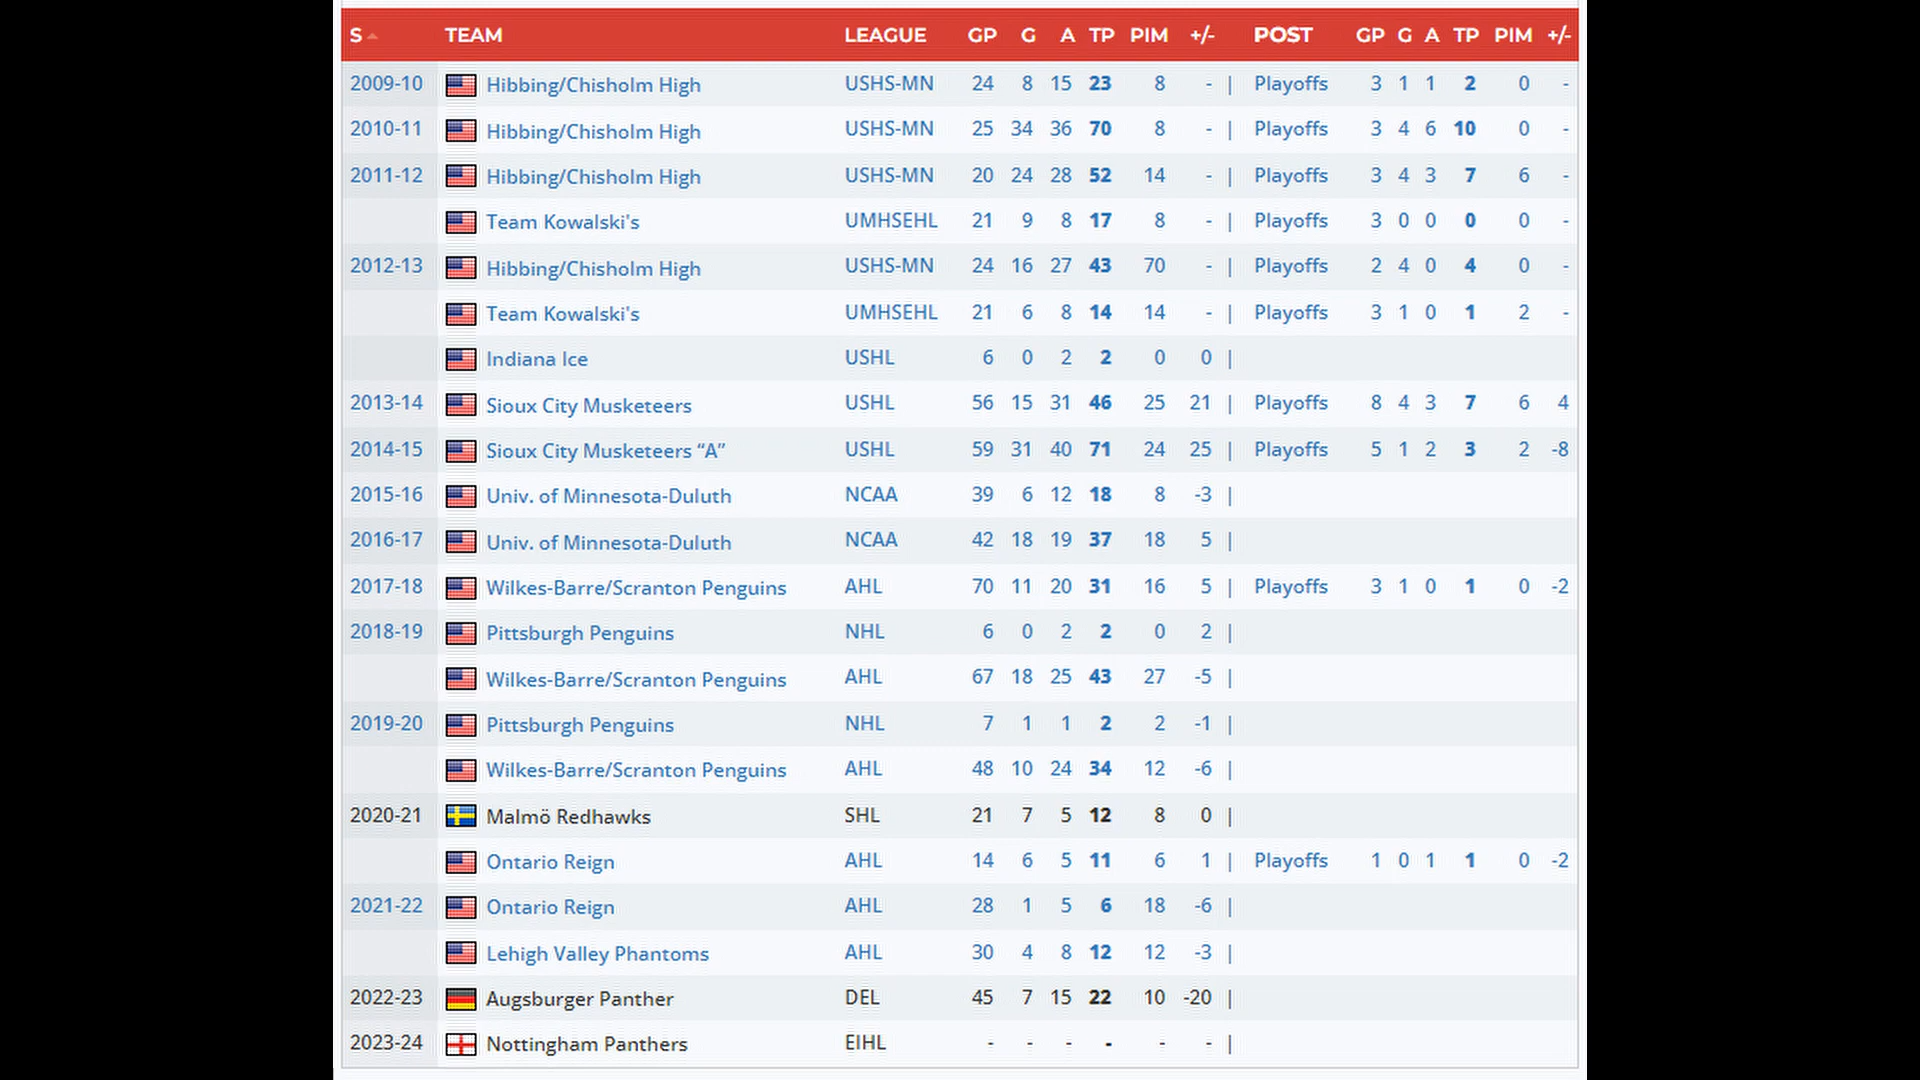 S TEAM LEAGUE GP G A TP PIM +/- POST GP G A TP PIM +/-
2009-10 Hibbing/Chisholm High USHS-MN 24 8 15 23 8 - | Playoffs 3 1 1 2 0 -
2010-11 Hibbing/Chisholm High USHS-MN 25 34 36 70 8 - | Playoffs 3 4 6 10 0 -
2011-12 Hibbing/Chisholm High USHS-MN 20 24 28 52 14 - | Playoffs 3 4 3 7 6 -
Team Kowalski's UMHSEHL 21 9 8 17 8 - | Playoffs 3 0 0 0 0 -
2012-13 Hibbing/Chisholm High USHS-MN 24 16 27 43 70 - | Playoffs 2 4 0 4 0 -
Team Kowalski's UMHSEHL 21 6 8 14 14 - | Playoffs 3 1 0 1 2 -
Indiana Ice USHL 6 0 2 2 0 0 |
2013-14 Sioux City Musketeers USHL 56 15 31 46 25 21 | Playoffs 8 4 3 7 6 4
2014-15 Sioux City Musketeers “A” USHL 59 31 40 71 24 25 | Playoffs 5 1 2 3 2 -8
2015-16 Univ. of Minnesota-Duluth NCAA 39 6 12 18 8 -3 |
2016-17 Univ. of Minnesota-Duluth NCAA 42 18 19 37 18 5 |
2017-18 Wilkes-Barre/Scranton Penguins AHL 70 11 20 31 16 5 | Playoffs 3 1 0 1 0 -2
2018-19 Pittsburgh Penguins NHL 6 0 2 2 0 2 |
Wilkes-Barre/Scranton Penguins AHL 67 18 25 43 27 -5 |
2019-20 Pittsburgh Penguins NHL 7 1 1 2 2 -1 |
Wilkes-Barre/Scranton Penguins AHL 48 10 24 34 12 -6 |
2020-21 Malmö Redhawks SHL 21 7 5 12 8 0 |
Ontario Reign AHL 14 6 5 11 6 1 | Playoffs 1 0 1 1 0 -2
2021-22 Ontario Reign AHL 28 1 5 6 18 -6 |
Lehigh Valley Phantoms AHL 30 4 8 12 12 -3 |
2022-23 Augsburger Panther DEL 45 7 15 22 10 -20 |
2023-24 Nottingham Panthers EIHL - - - - - - |